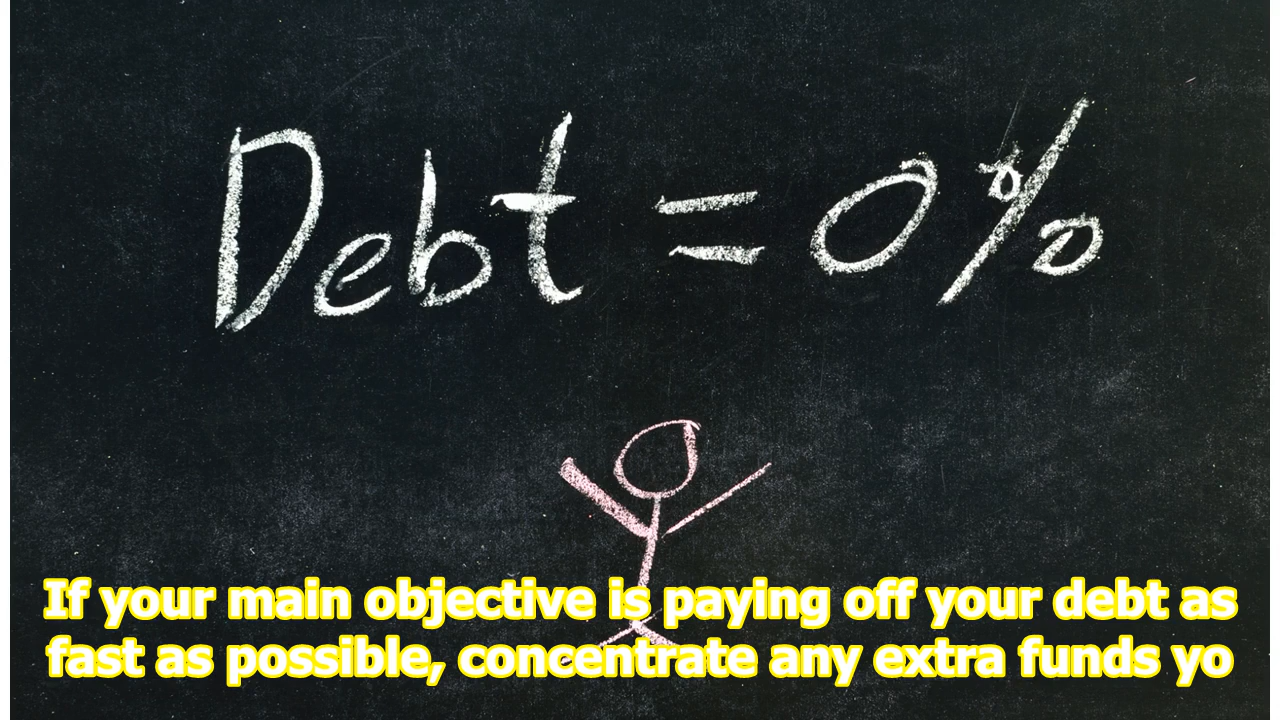 Debt = 0%
If your main objective is paying off your debt as
fast as possible, concentrate any extra funds yo